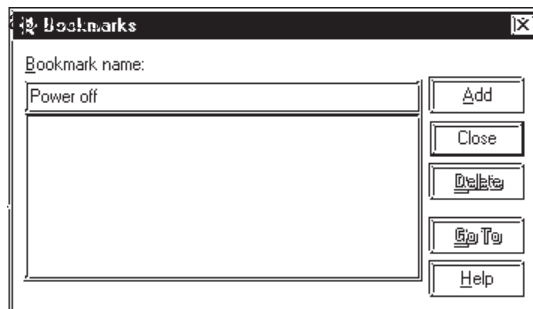 Bookmarks
Bookmark name:
Power off
Add
Close
Delete
Go To
Help